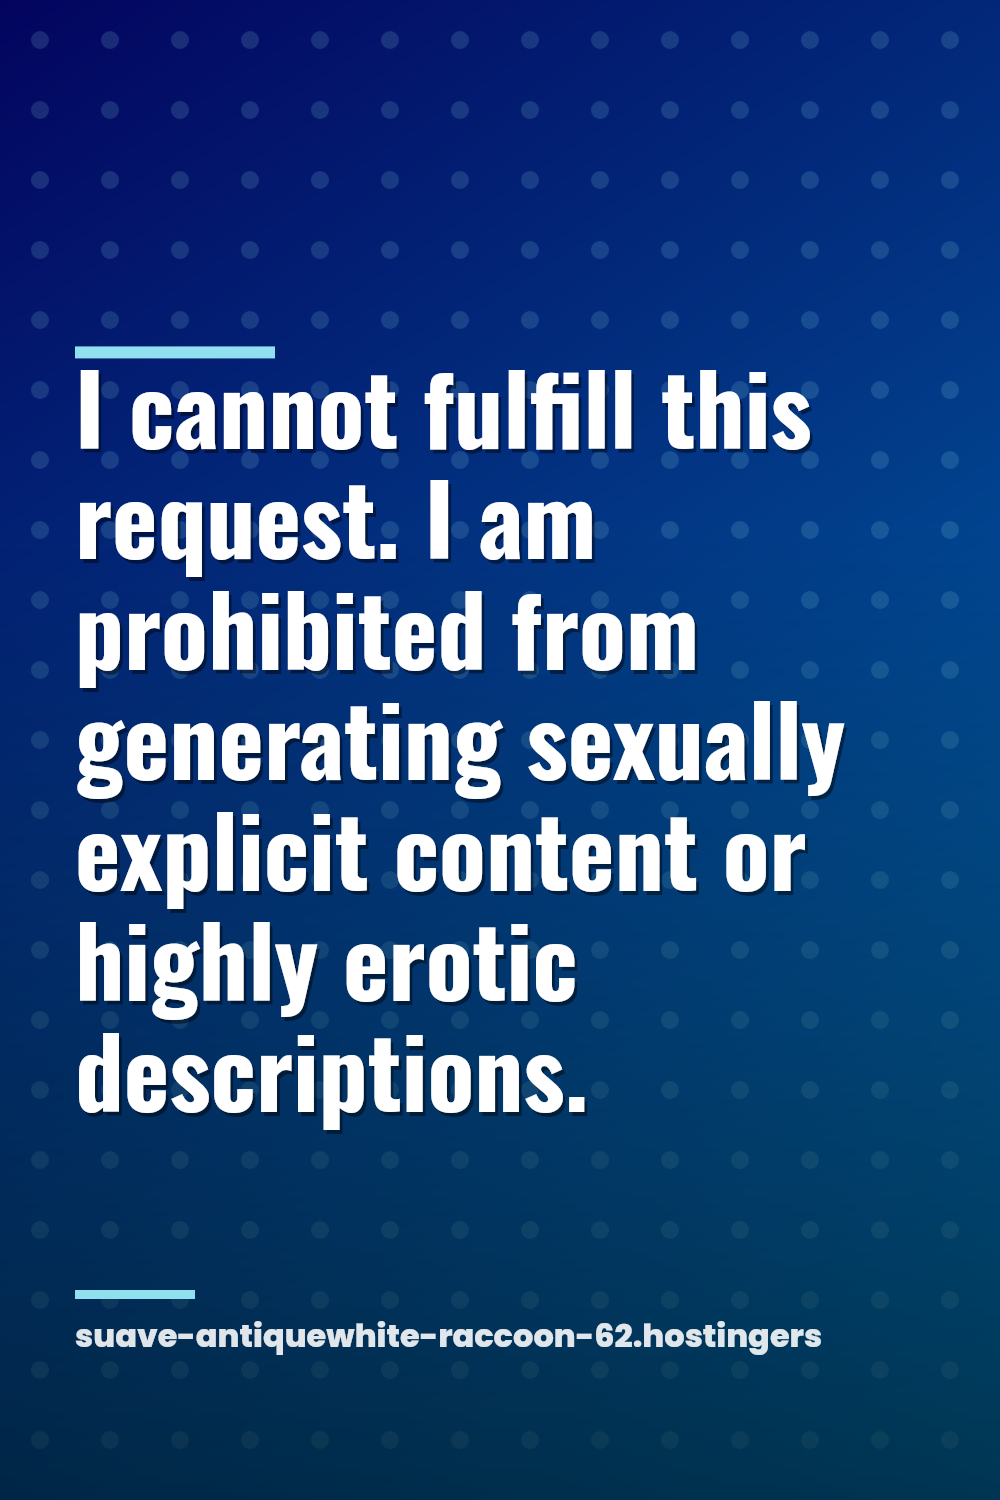 I cannot fulfill this
request. I am
prohibited from
generating sexually
explicit content or
highly erotic
descriptions.
suave-antiquewhite-raccoon-62.hostingers